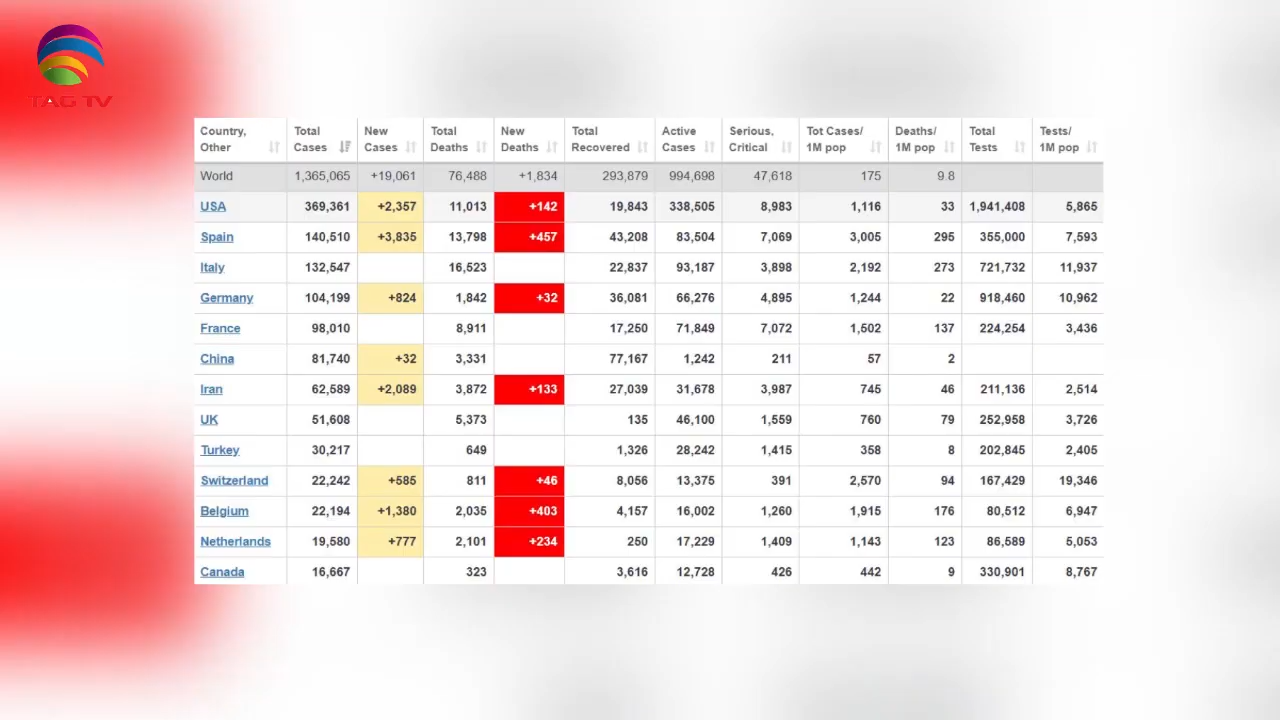 TAG TV
Country, Other Total Cases New Cases Total Deaths New Deaths Total Recovered Active Cases Serious, Critical Tot Cases/ 1M pop Deaths/ 1M pop Total Tests Tests/ 1M pop
World 1,365,065 +19,061 76,488 +1,834 293,879 994,698 47,618 175 9.8
USA 369,361 +2,357 11,013 +142 19,843 338,505 8,983 1,116 33 1,941,408 5,865
Spain 140,510 +3,835 13,798 +457 43,208 83,504 7,069 3,005 295 355,000 7,593
Italy 132,547 16,523 22,837 93,187 3,898 2,192 273 721,732 11,937
Germany 104,199 +824 1,842 +32 36,081 66,276 4,895 1,244 22 918,460 10,962
France 98,010 8,911 17,250 71,849 7,072 1,502 137 224,254 3,436
China 81,740 +32 3,331 77,167 1,242 211 57 2
Iran 62,589 +2,089 3,872 +133 27,039 31,678 3,987 745 46 211,136 2,514
UK 51,608 5,373 135 46,100 1,559 760 79 252,958 3,726
Turkey 30,217 649 1,326 28,242 1,415 358 8 202,845 2,405
Switzerland 22,242 +585 811 +46 8,056 13,375 391 2,570 94 167,429 19,346
Belgium 22,194 +1,380 2,035 +403 4,157 16,002 1,260 1,915 176 80,512 6,947
Netherlands 19,580 +777 2,101 +234 250 17,229 1,409 1,143 123 86,589 5,053
Canada 16,667 323 3,616 12,728 426 442 9 330,901 8,767